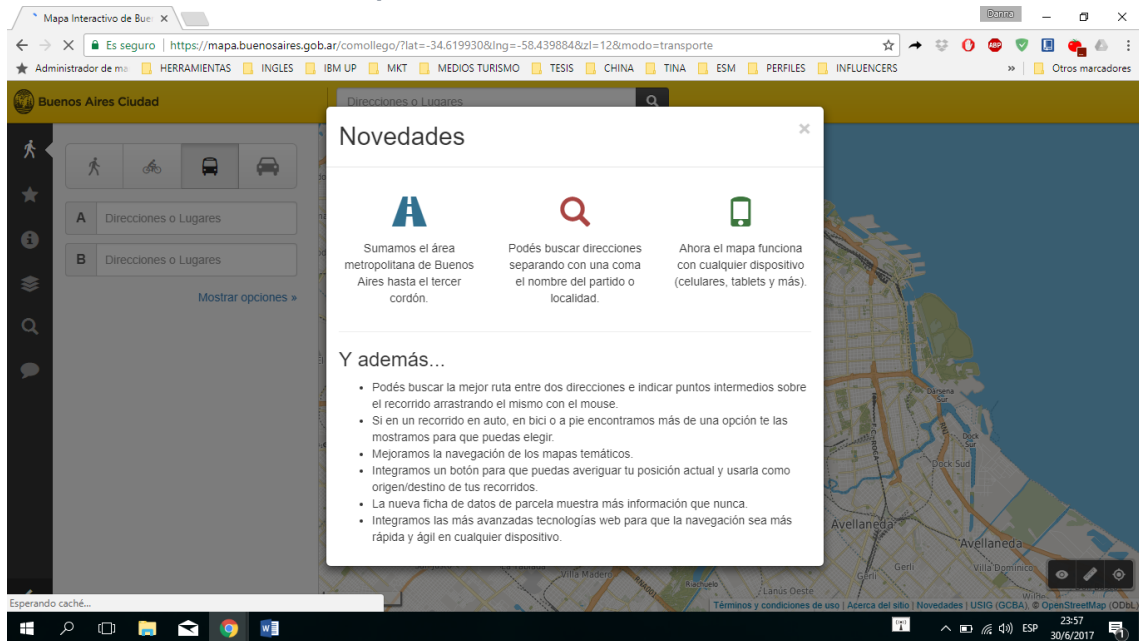 Mapa Interactivo de Bue
Danna
Es seguro | https://mapa.buenosaires.gob.ar/comollego/?lat=-34.619930&lng=-58.439884&zl=12&modo=transporte
Administrador de ma HERRAMIENTAS INGLES IBM UP MKT MEDIOS TURISMO TESIS CHINA TINA ESM PERFILES INFLUENCERS » Otros marcadores
Buenos Aires Ciudad
Direcciones o Lugares
Novedades
×
A Direcciones o Lugares
B Direcciones o Lugares
Mostrar opciones »
Sumamos el área
metropolitana de Buenos
Aires hasta el tercer
cordón.
Podés buscar direcciones
separando con una coma
el nombre del partido o
localidad.
Ahora el mapa funciona
con cualquier dispositivo
(celulares, tablets y más).
Y además...
• Podés buscar la mejor ruta entre dos direcciones e indicar puntos intermedios sobre
el recorrido arrastrando el mismo con el mouse.
• Si en un recorrido en auto, en bici o a pie encontramos más de una opción te las
mostramos para que puedas elegir.
• Mejoramos la navegación de los mapas temáticos.
• Integramos un botón para que puedas averiguar tu posición actual y usarla como
origen/destino de tus recorridos.
• La nueva ficha de datos de parcela muestra más información que nunca.
• Integramos las más avanzadas tecnologías web para que la navegación sea más
rápida y ágil en cualquier dispositivo.
Darsena
Sur
Dock
Sur
Dock Sud
Avellaneda
Avellaneda
Gerli
Gerli
Villa Dominico
Villa Madero
Riachuelo
Lanús Oeste
Esperando caché...
Términos y condiciones de uso | Acerca del sitio | Novedades | USIG (GCBA), © OpenStreetMap (ODbL)
ESP
23:57
30/6/2017